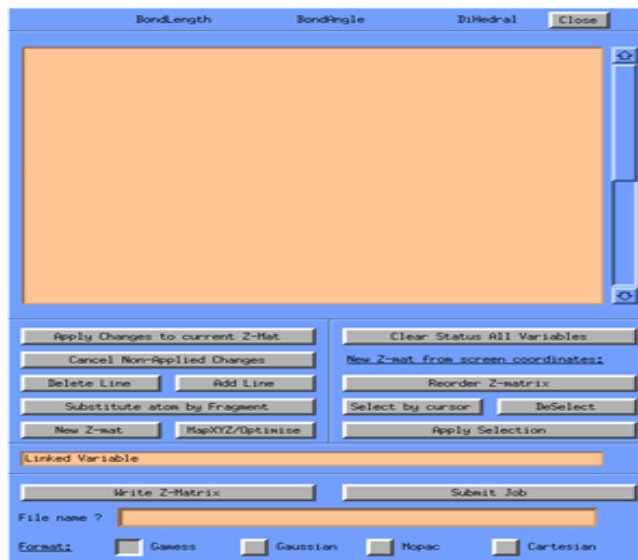 BondLength BondAngle DiHedral Close
Apply Changes to current Z-Mat Clear Status All Variables
Cancel Non-Applied Changes New Z-mat from screen coordinates:
Delete Line Add Line Reorder Z-matrix
Substitute atom by Fragment Select by cursor DeSelect
New Z-mat MapXYZ/Optimise Apply Selection
Linked Variable
Write Z-Matrix Submit Job
File name ?
Format: Gamess Gaussian Mopac Cartesian